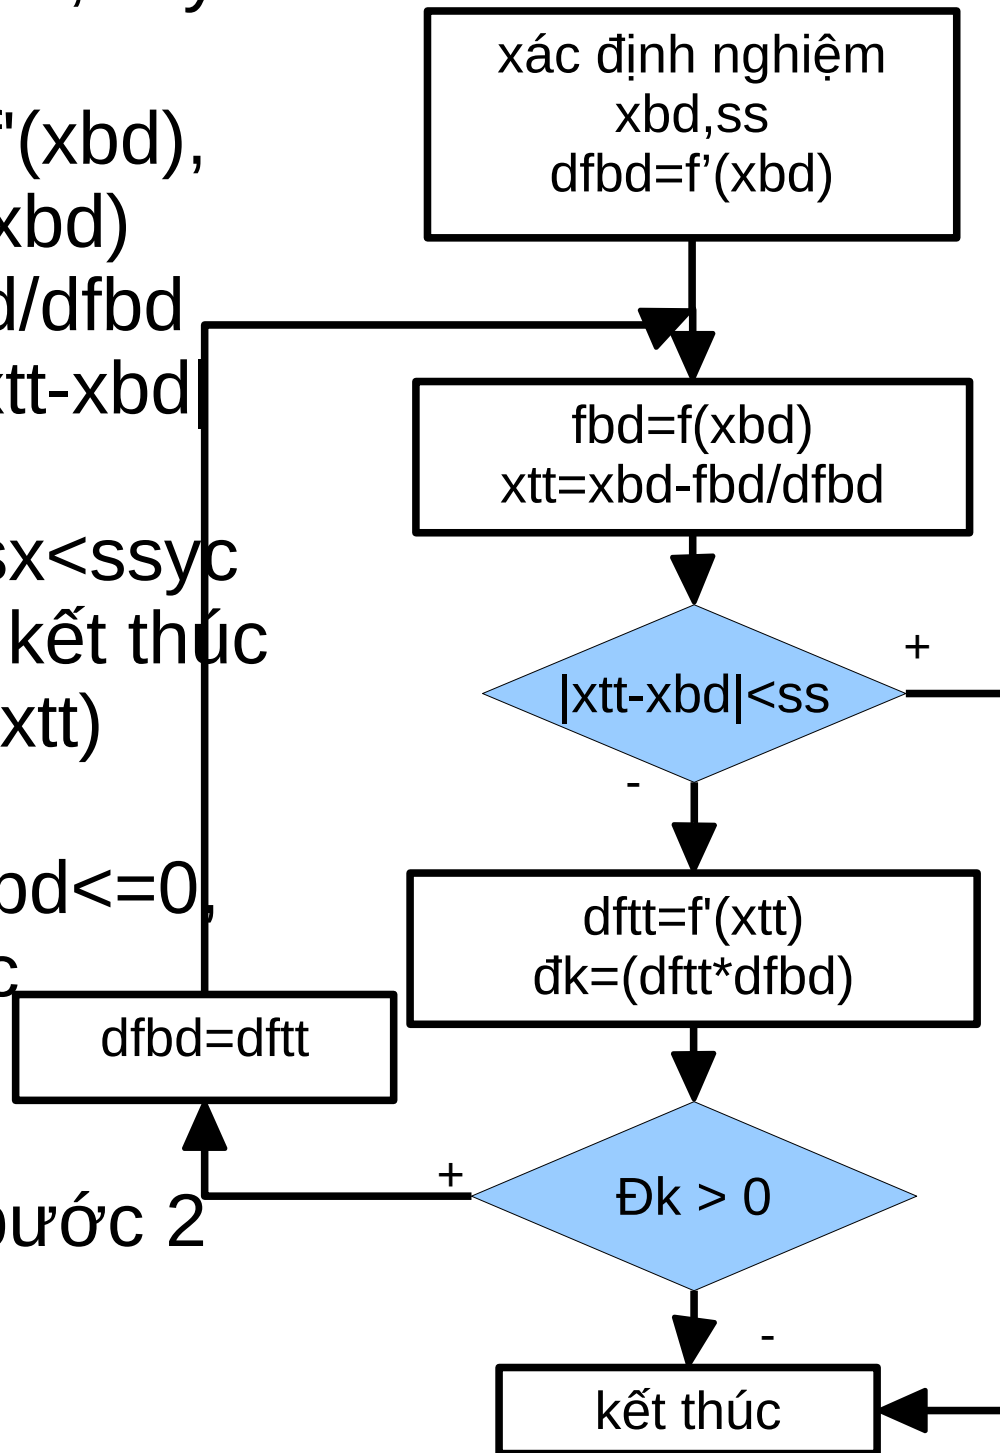 f'(xbd),
xbd)
d/dfbd
xtt-xbd|
sx<ssyc
kết thúc
xtt)
bd<=0,
c
bước 2
xác định nghiệm
xbd,ss
dfbd=f’(xbd)
fbd=f(xbd)
xtt=xbd-fbd/dfbd
|xtt-xbd|<ss
+
-
dftt=f'(xtt)
đk=(dftt*dfbd)
dfbd=dftt
+
Đk > 0
-
kết thúc